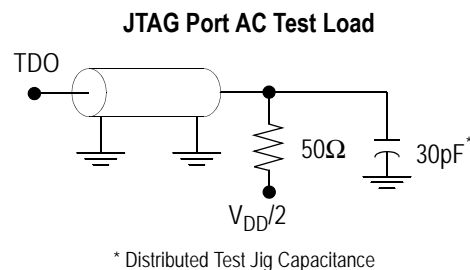 JTAG Port AC Test Load
TDO
50Ω
30pF*
VDD/2
* Distributed Test Jig Capacitance